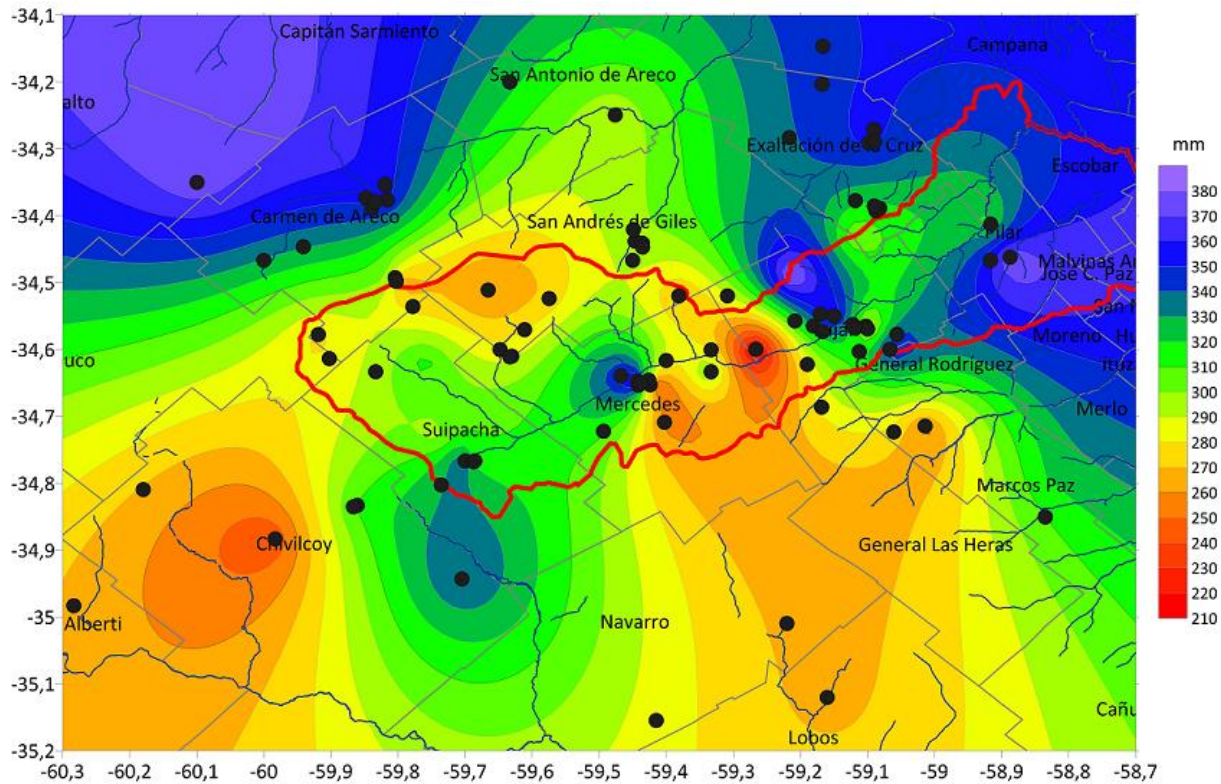 -34,1
Capitán Sarmiento
Campana
-34,2
San Antonio de Areco
alto
mm
-34,3
Exaltación de la Cruz
Escobar
380
370
-34,4
Carmen de Areco
San Andrés de Giles
Pilar
360
350
Malvinas Ar
José C. Paz
340
-34,5
San M
330
Moreno
Hu
320
-34,6
uco
General Rodríguez
Ituz
310
300
-34,7
Mercedes
Merlo
290
Suipacha
280
270
-34,8
Marcos Paz
260
250
-34,9
Chivilcoy
General Las Heras
240
230
-35
Alberti
Navarro
220
210
-35,1
Cañu
Lobos
-35,2
-60,3 -60,2 -60,1 -60 -59,9 -59,8 -59,7 -59,6 -59,5 -59,4 -59,3 -59,2 -59,1 -59 -58,9 -58,8 -58,7